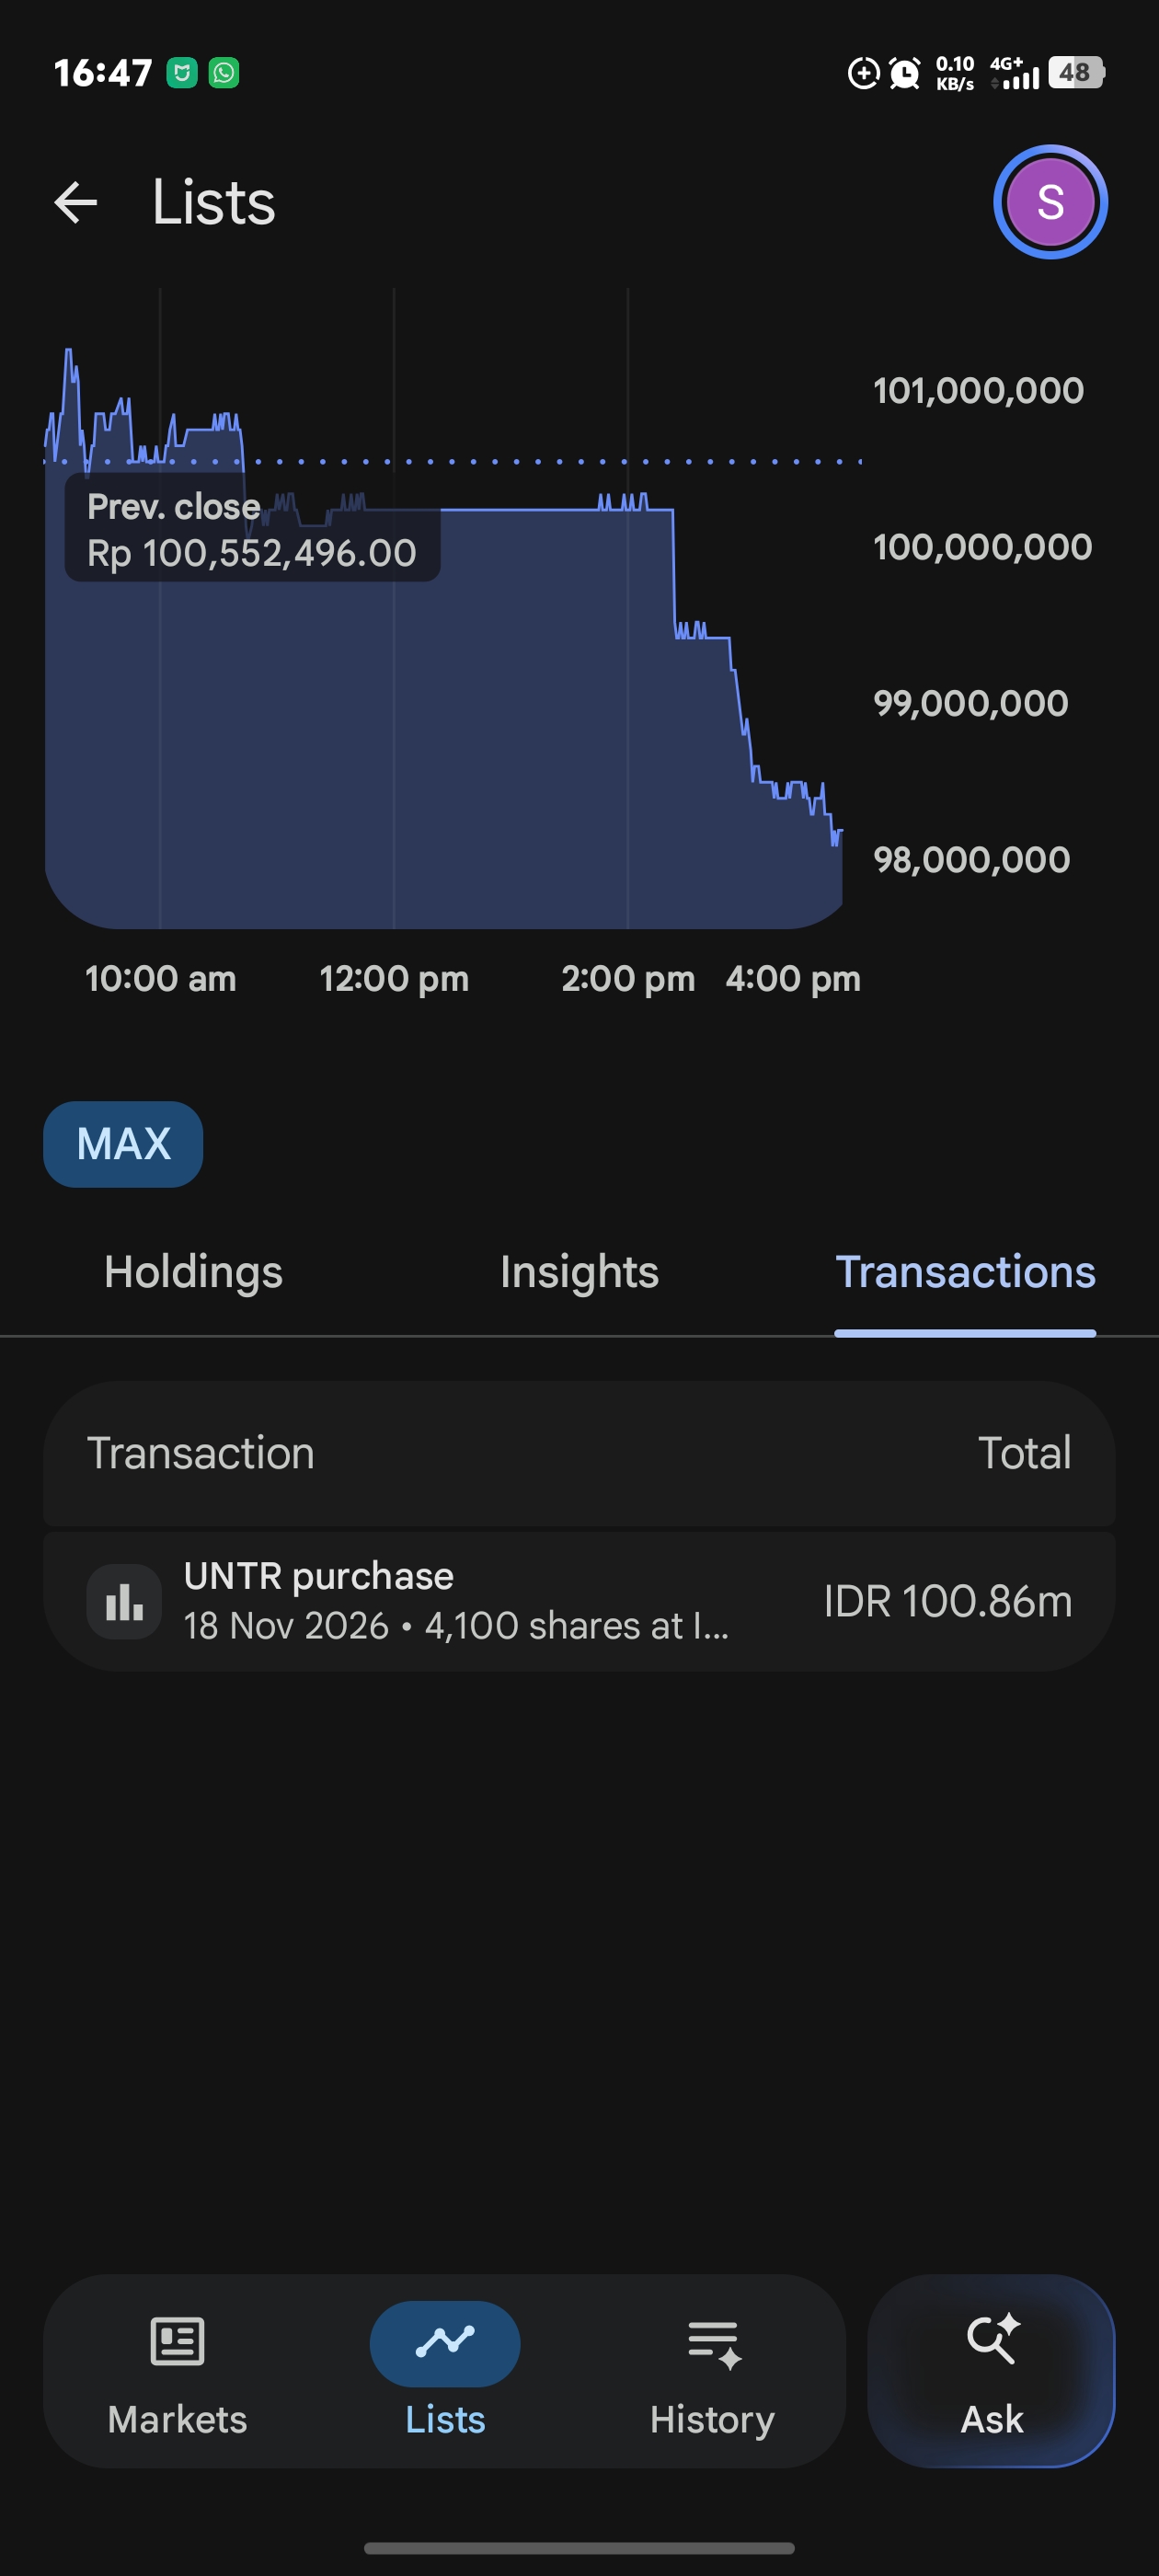 16:47
0.10
KB/s
4G+
48
Lists
S
101,000,000
Prev. close
Rp 100,552,496.00
100,000,000
99,000,000
98,000,000
10:00 am 12:00 pm 2:00 pm 4:00 pm
MAX
Holdings Insights Transactions
Transaction Total
UNTR purchase
18 Nov 2026 • 4,100 shares at I...
IDR 100.86m
Markets Lists History Ask